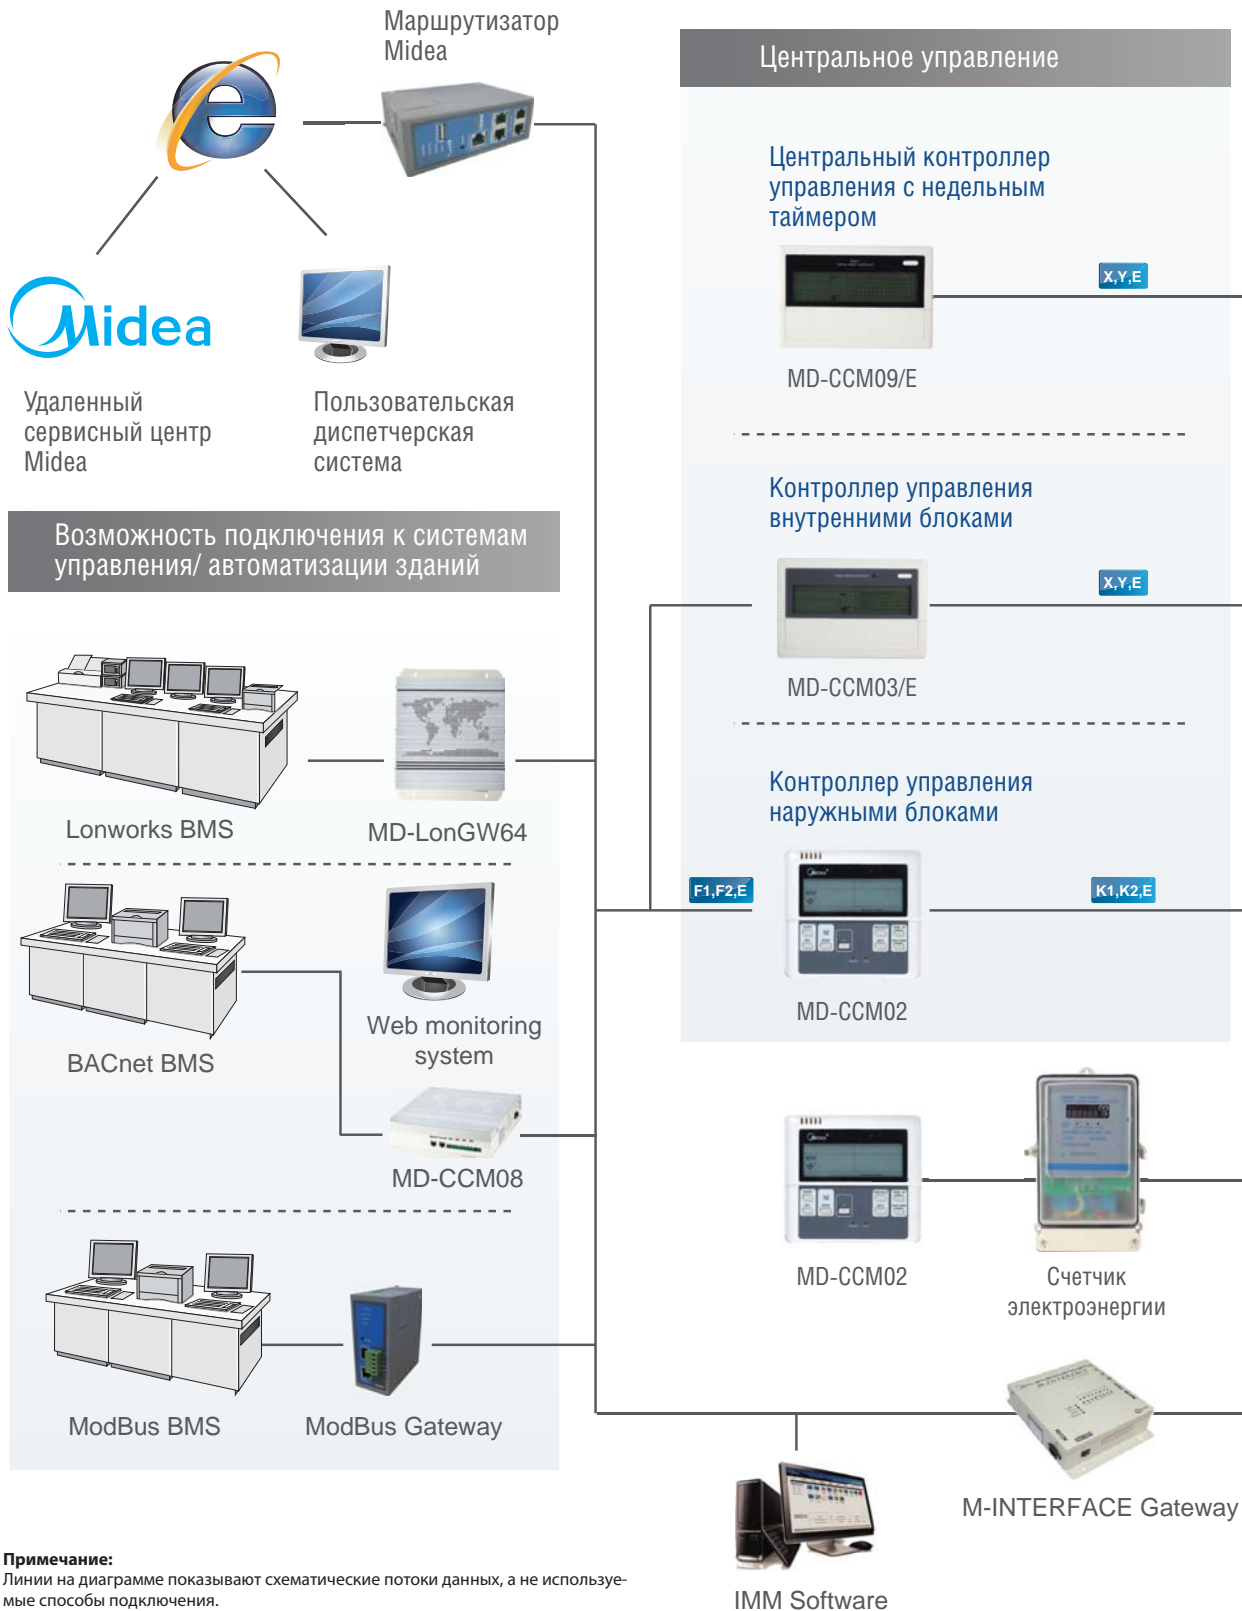 Маршрутизатор
Midea
Midea
Удаленный
сервисный центр
Midea
Пользовательская
диспетчерская
система
Возможность подключения к системам
управления/ автоматизации зданий
Lonworks BMS
MD-LonGW64
BACnet BMS
Web monitoring
system
MD-CCM08
ModBus BMS
ModBus Gateway
Центральное управление
Центральный контроллер
управления с недельным
таймером
X,Y,E
MD-CCM09/E
Контроллер управления
внутренними блоками
X,Y,E
MD-CCM03/E
Контроллер управления
наружными блоками
F1,F2,E
K1,K2,E
MD-CCM02
MD-CCM02
Счетчик
электроэнергии
M-INTERFACE
M-INTERFACE Gateway
IMM Software
Примечание:
Линии на диаграмме показывают схематические потоки данных, а не используе-
мые способы подключения.